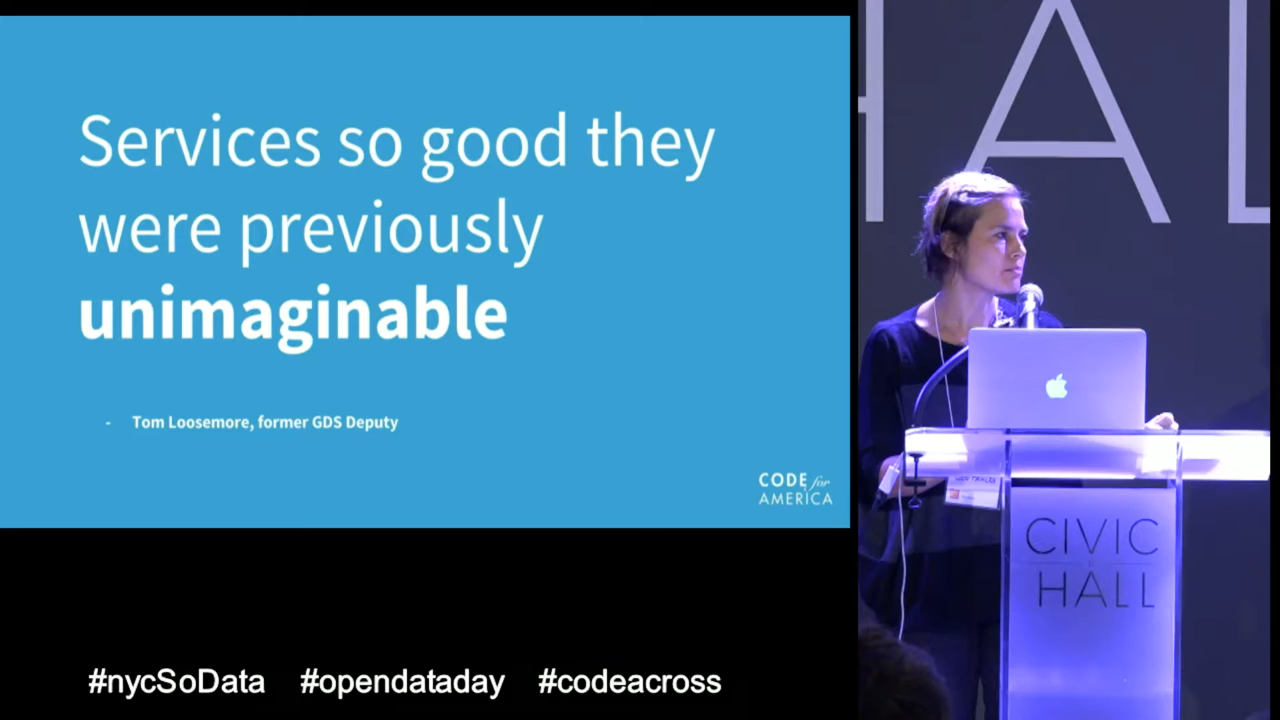 Services so good they
were previously
unimaginable
- Tom Loosemore, former GDS Deputy
CODE for
AMERICA
#nycSoData #opendataday #codeacross
HAL
CIVIC
HALL